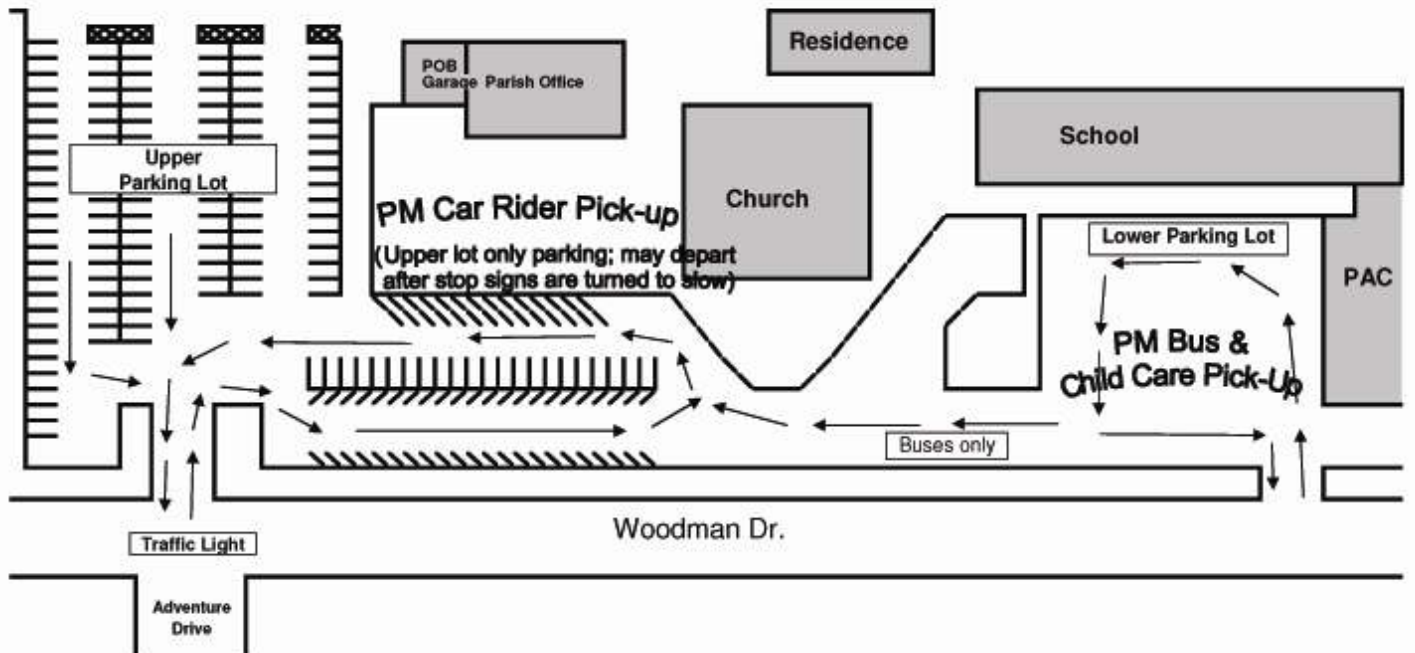 Residence
POB
Garage Parish Office
School
Upper
Parking Lot
Church
PM Car Rider Pick-up
(Upper lot only parking; may depart
after stop signs are turned to slow)
Lower Parking Lot
PAC
PM Bus &
Child Care Pick-Up
Buses only
Woodman Dr.
Traffic Light
Adventure
Drive